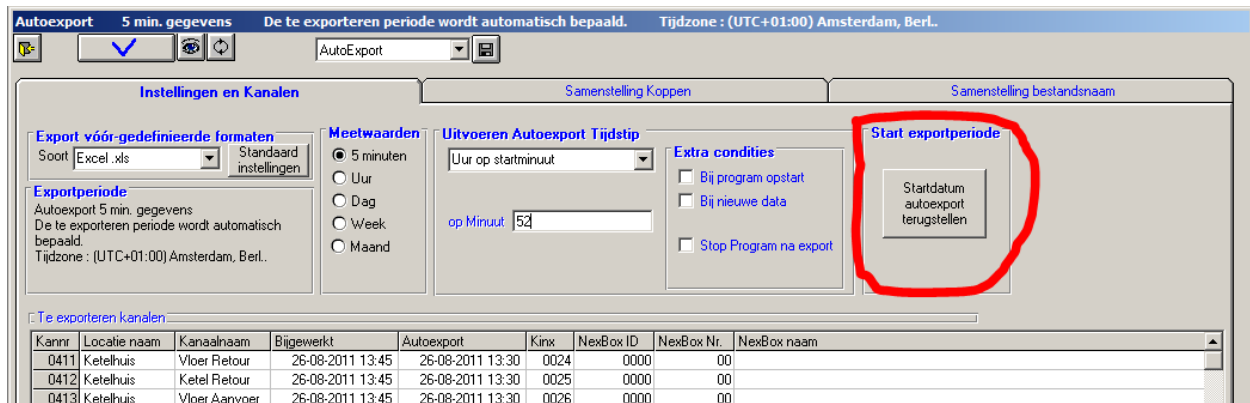 Autoexport 5 min. gegevens De te exporteren periode wordt automatisch bepaald. Tijdzone : (UTC+01:00) Amsterdam, Berl..
AutoExport
Instellingen en Kanalen Samenstelling Koppen Samenstelling bestandsnaam
Export vóór-gedefinieerde formaten
Soort Excel .xls Standaard instellingen
Exportperiode
Autoexport 5 min. gegevens
De te exporteren periode wordt automatisch
bepaald.
Tijdzone : (UTC+01:00) Amsterdam, Berl..
Meetwaarden
5 minuten
Uur
Dag
Week
Maand
Uitvoeren Autoexport Tijdstip
Uur op startminuut
op Minuut 52
Extra condities
Bij program opstart
Bij nieuwe data
Stop Program na export
Start exportperiode
Startdatum
autoexport
terugstellen
Te exporteren kanalen
Kannr Locatie naam Kanaalnaam Bijgewerkt Autoexport Kinx NexBox ID NexBox Nr. NexBox naam
0411 Ketelhuis Vloer Retour 26-08-2011 13:45 26-08-2011 13:30 0024 0000 00
0412 Ketelhuis Ketel Retour 26-08-2011 13:45 26-08-2011 13:30 0025 0000 00
0413 Ketelhuis Vloer Aanvoer 26-08-2011 13:45 26-08-2011 13:30 0026 0000 00